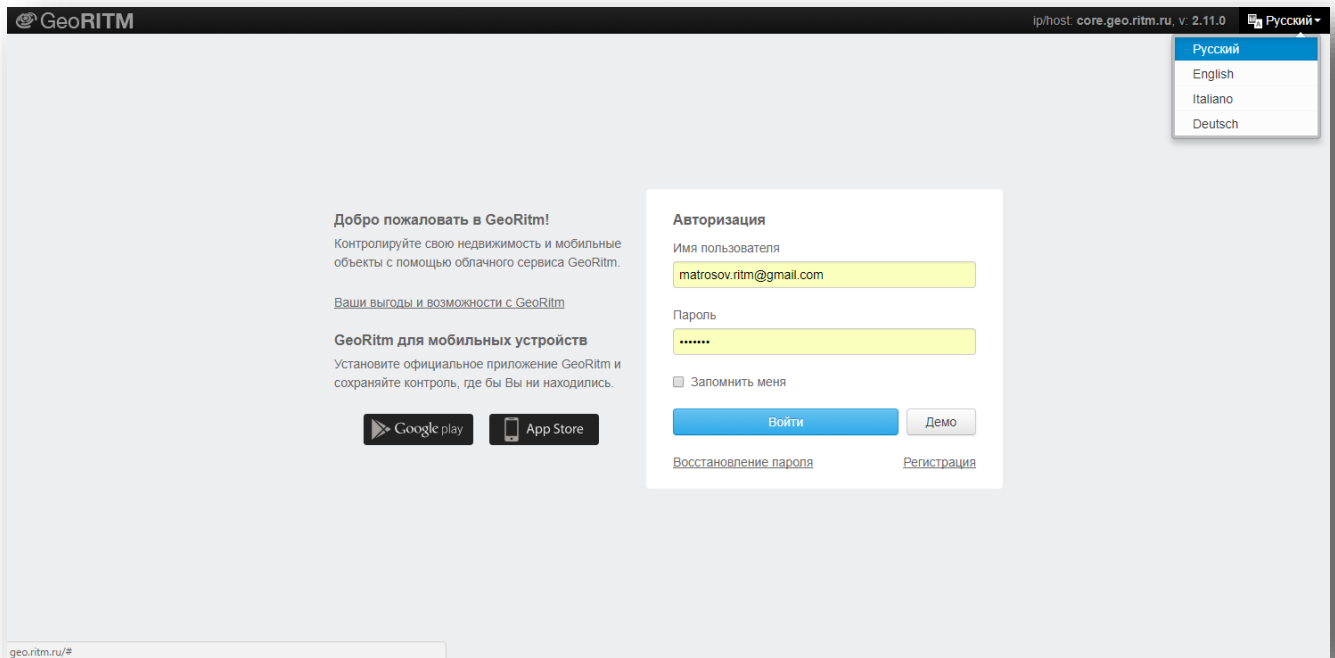 GeoRITM
ip/host: core.geo.ritm.ru, v: 2.11.0
Русский
Русский
English
Italiano
Deutsch
Добро пожаловать в GeoRitm!
Контролируйте свою недвижимость и мобильные
объекты с помощью облачного сервиса GeoRitm.
Ваши выгоды и возможности с GeoRitm
GeoRitm для мобильных устройств
Установите официальное приложение GeoRitm и
сохраняйте контроль, где бы Вы ни находились.
Google play
App Store
Авторизация
Имя пользователя
matrosov.ritm@gmail.com
Пароль
•••••••
Запомнить меня
Войти
Демо
Восстановление пароля
Регистрация
geo.ritm.ru/#